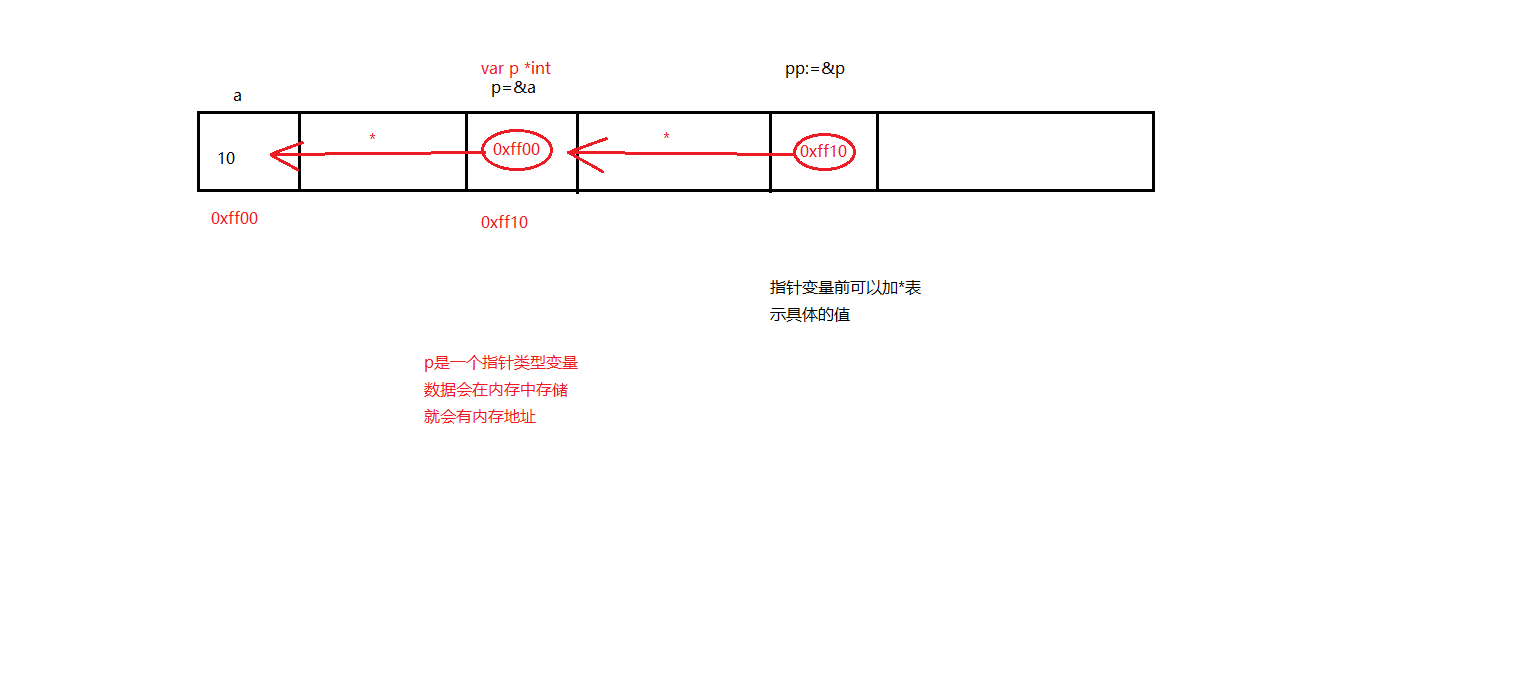 var p *int
p=&a
pp:=&p
a
10
*
0xff00
*
0xff10
0xff00
0xff10
指针变量前可以加*表
示具体的值
p是一个指针类型变量
数据会在内存中存储
就会有内存地址